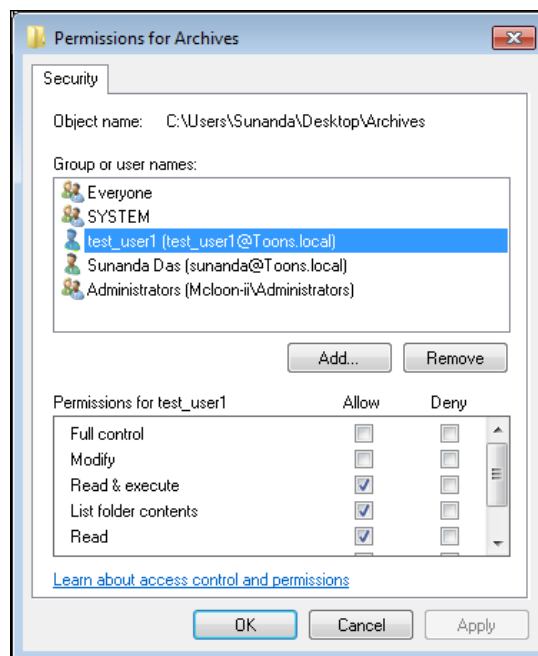 Permissions for Archives
Security
Object name: C:\Users\Sunanda\Desktop\Archives
Group or user names:
Everyone
SYSTEM
test_user1 (test_user1@Toons.local)
Sunanda Das (sunanda@Toons.local)
Administrators (Mcloon-ii\Administrators)
Add... Remove
Permissions for test_user1 Allow Deny
Full control
Modify
Read & execute
List folder contents
Read
Learn about access control and permissions
OK Cancel Apply